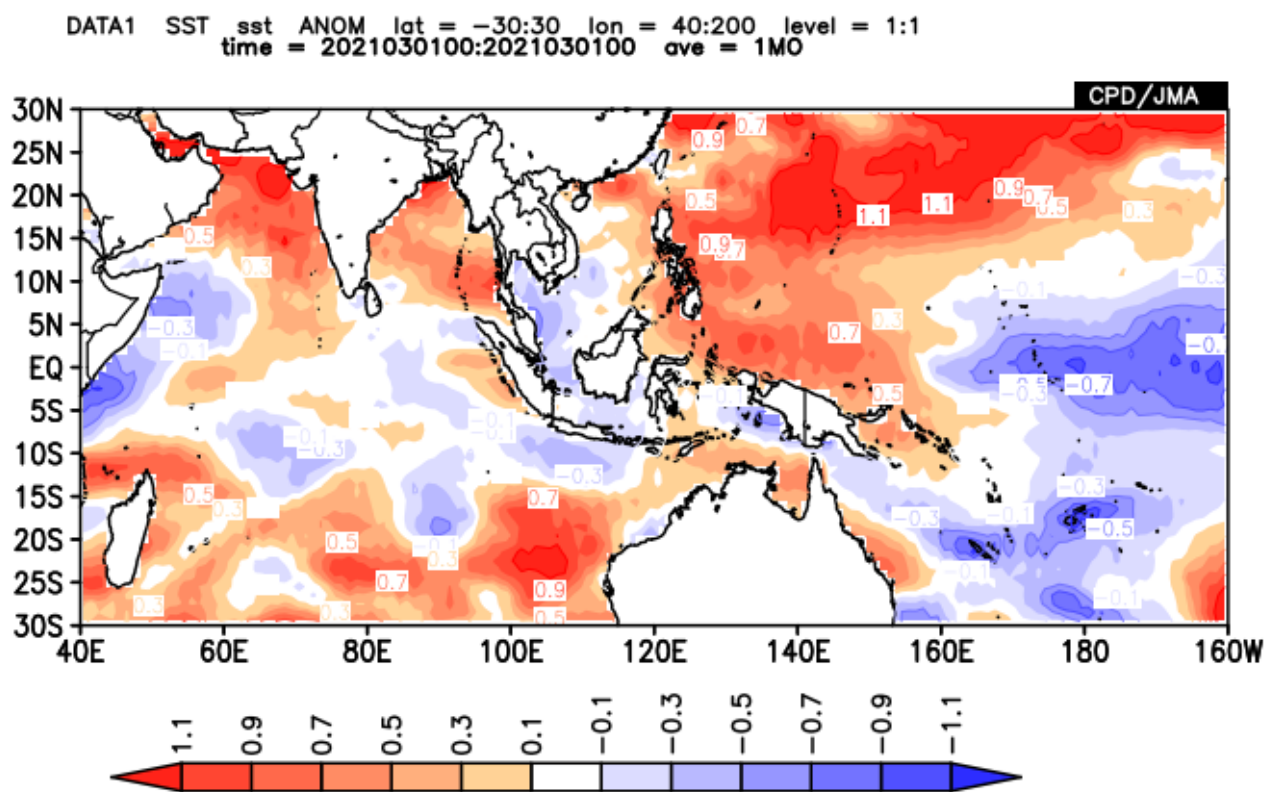 DATA1 SST sst ANOM lat = -30:30 lon = 40:200 level = 1:1
time = 2021030100:2021030100 ave = 1MO
CPD/JMA
30N
25N
20N
15N
10N
5N
EQ
5S
10S
15S
20S
25S
30S
0.9 0.7
0.5
0.9 0.7 0.5
1.1 1.1
0.3
0.5
0.9 0.7
0.3
-0.3
-0.1
0.3
-0.3
-0.1
0.7
-0.5 -0.7
-0.3
0.5
-0.1
-0.1
-0.1
-0.3
-0.3
-0.3
0.5
0.7
0.3
-0.3
-0.1
-0.5
0.5
-0.1
0.3
-0.1
0.7
0.9
-0.1
0.3
0.3
0.5
40E 60E 80E 100E 120E 140E 160E 180 160W
1.1 0.9 0.7 0.5 0.3 0.1 -0.1 -0.3 -0.5 -0.7 -0.9 -1.1